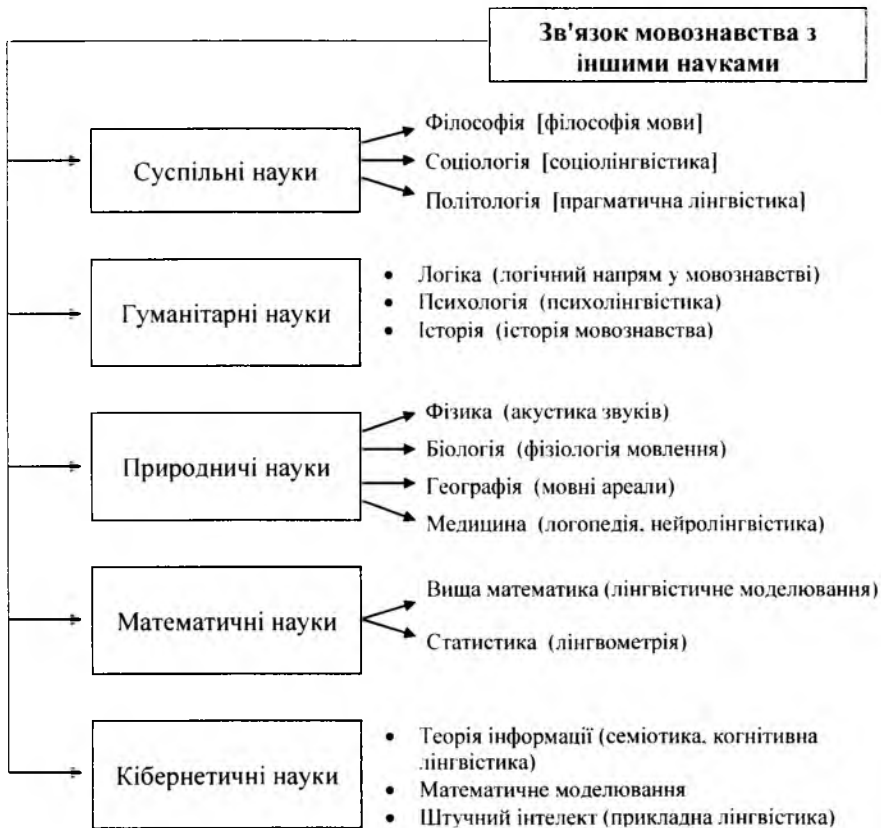 Зв'язок мовознавства з
іншими науками
Суспільні науки
Філософія [філософія мови]
Соціологія [соціолінгвістика]
Політологія [прагматична лінгвістика]
Гуманітарні науки
• Логіка (логічний напрям у мовознавстві)
• Психологія (психолінгвістика)
• Історія (історія мовознавства)
Природничі науки
Фізика (акустика звуків)
Біологія (фізіологія мовлення)
Географія (мовні ареали)
Медицина (логопедія, нейролінгвістика)
Математичні науки
Вища математика (лінгвістичне моделювання)
Статистика (лінгвометрія)
Кібернетичні науки
• Теорія інформації (семіотика, когнітивна
лінгвістика)
• Математичне моделювання
• Штучний інтелект (прикладна лінгвістика)